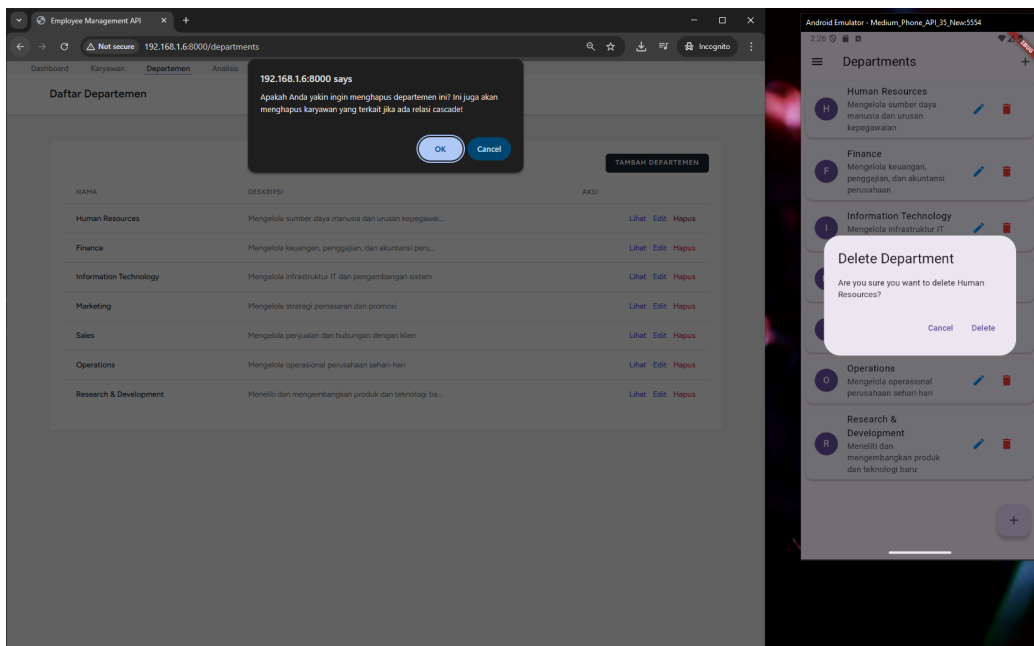 Employee Management API
Not secure 192.168.1.6:8000/departments
Incognito
Dashboard Karyawan Departemen Analisis
Daftar Departemen
192.168.1.6:8000 says
Apakah Anda yakin ingin menghapus departemen ini? Ini juga akan
menghapus karyawan yang terkait jika ada relasi cascade!
OK Cancel
TAMBAH DEPARTEMEN
NAMA DESKRIPSI AKSI
Human Resources Mengelola sumber daya manusia dan urusan kepegawai... Lihat Edit Hapus
Finance Mengelola keuangan, penggajian, dan akuntansi peru... Lihat Edit Hapus
Information Technology Mengelola infrastruktur IT dan pengembangan sistem Lihat Edit Hapus
Marketing Mengelola strategi pemasaran dan promosi Lihat Edit Hapus
Sales Mengelola penjualan dan hubungan dengan klien Lihat Edit Hapus
Operations Mengelola operasional perusahaan sehari-hari Lihat Edit Hapus
Research & Development Meneliti dan mengembangkan produk dan teknologi ba... Lihat Edit Hapus
Android Emulator - Medium_Phone_API_35_New:5554
2:26
Departments
H
Human Resources
Mengelola sumber daya
manusia dan urusan
kepegawaian
F
Finance
Mengelola keuangan,
penggajian, dan akuntansi
perusahaan
I
Information Technology
Mengelola infrastruktur IT
Delete Department
Are you sure you want to delete Human
Resources?
Cancel Delete
O
Operations
Mengelola operasional
perusahaan sehari-hari
R
Research &
Development
Meneliti dan
mengembangkan produk
dan teknologi baru